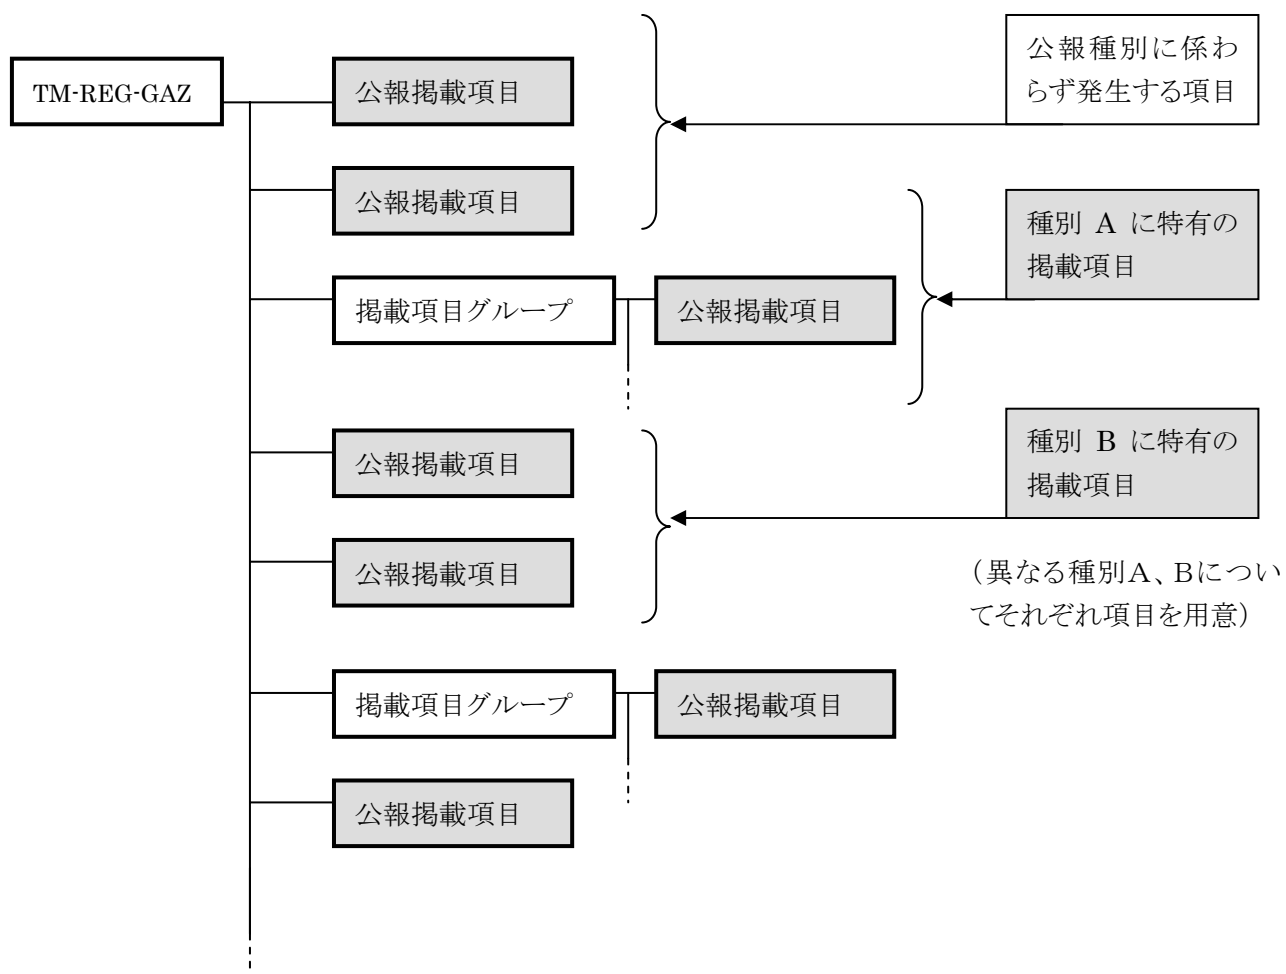 公報種別に係わ
らず発生する項目
TM-REG-GAZ
公報掲載項目
公報掲載項目
種別 A に特有の
掲載項目
掲載項目グループ
公報掲載項目
公報掲載項目
種別 B に特有の
掲載項目
公報掲載項目
（異なる種別A、Bについ
てそれぞれ項目を用意）
掲載項目グループ
公報掲載項目
公報掲載項目